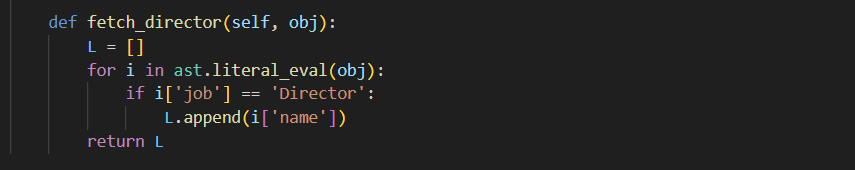 def fetch_director(self, obj):
    L = []
    for i in ast.literal_eval(obj):
        if i['job'] == 'Director':
            L.append(i['name'])
    return L